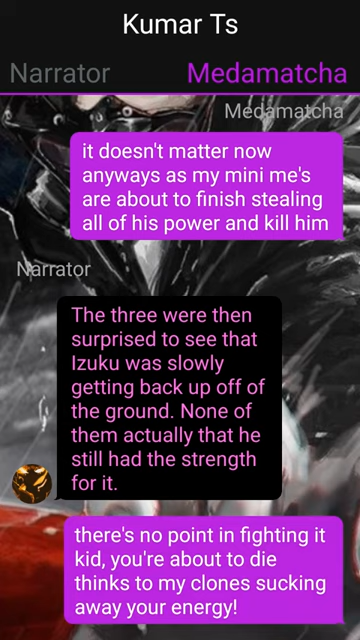 Kumar Ts
Narrator
Medamatcha
Medamatcha
it doesn't matter now
anyways as my mini me's
are about to finish stealing
all of his power and kill him
Narrator
The three were then
surprised to see that
Izuku was slowly
getting back up off of
the ground. None of
them actually that he
still had the strength
for it.
there's no point in fighting it
kid, you're about to die
thinks to my clones sucking
away your energy!